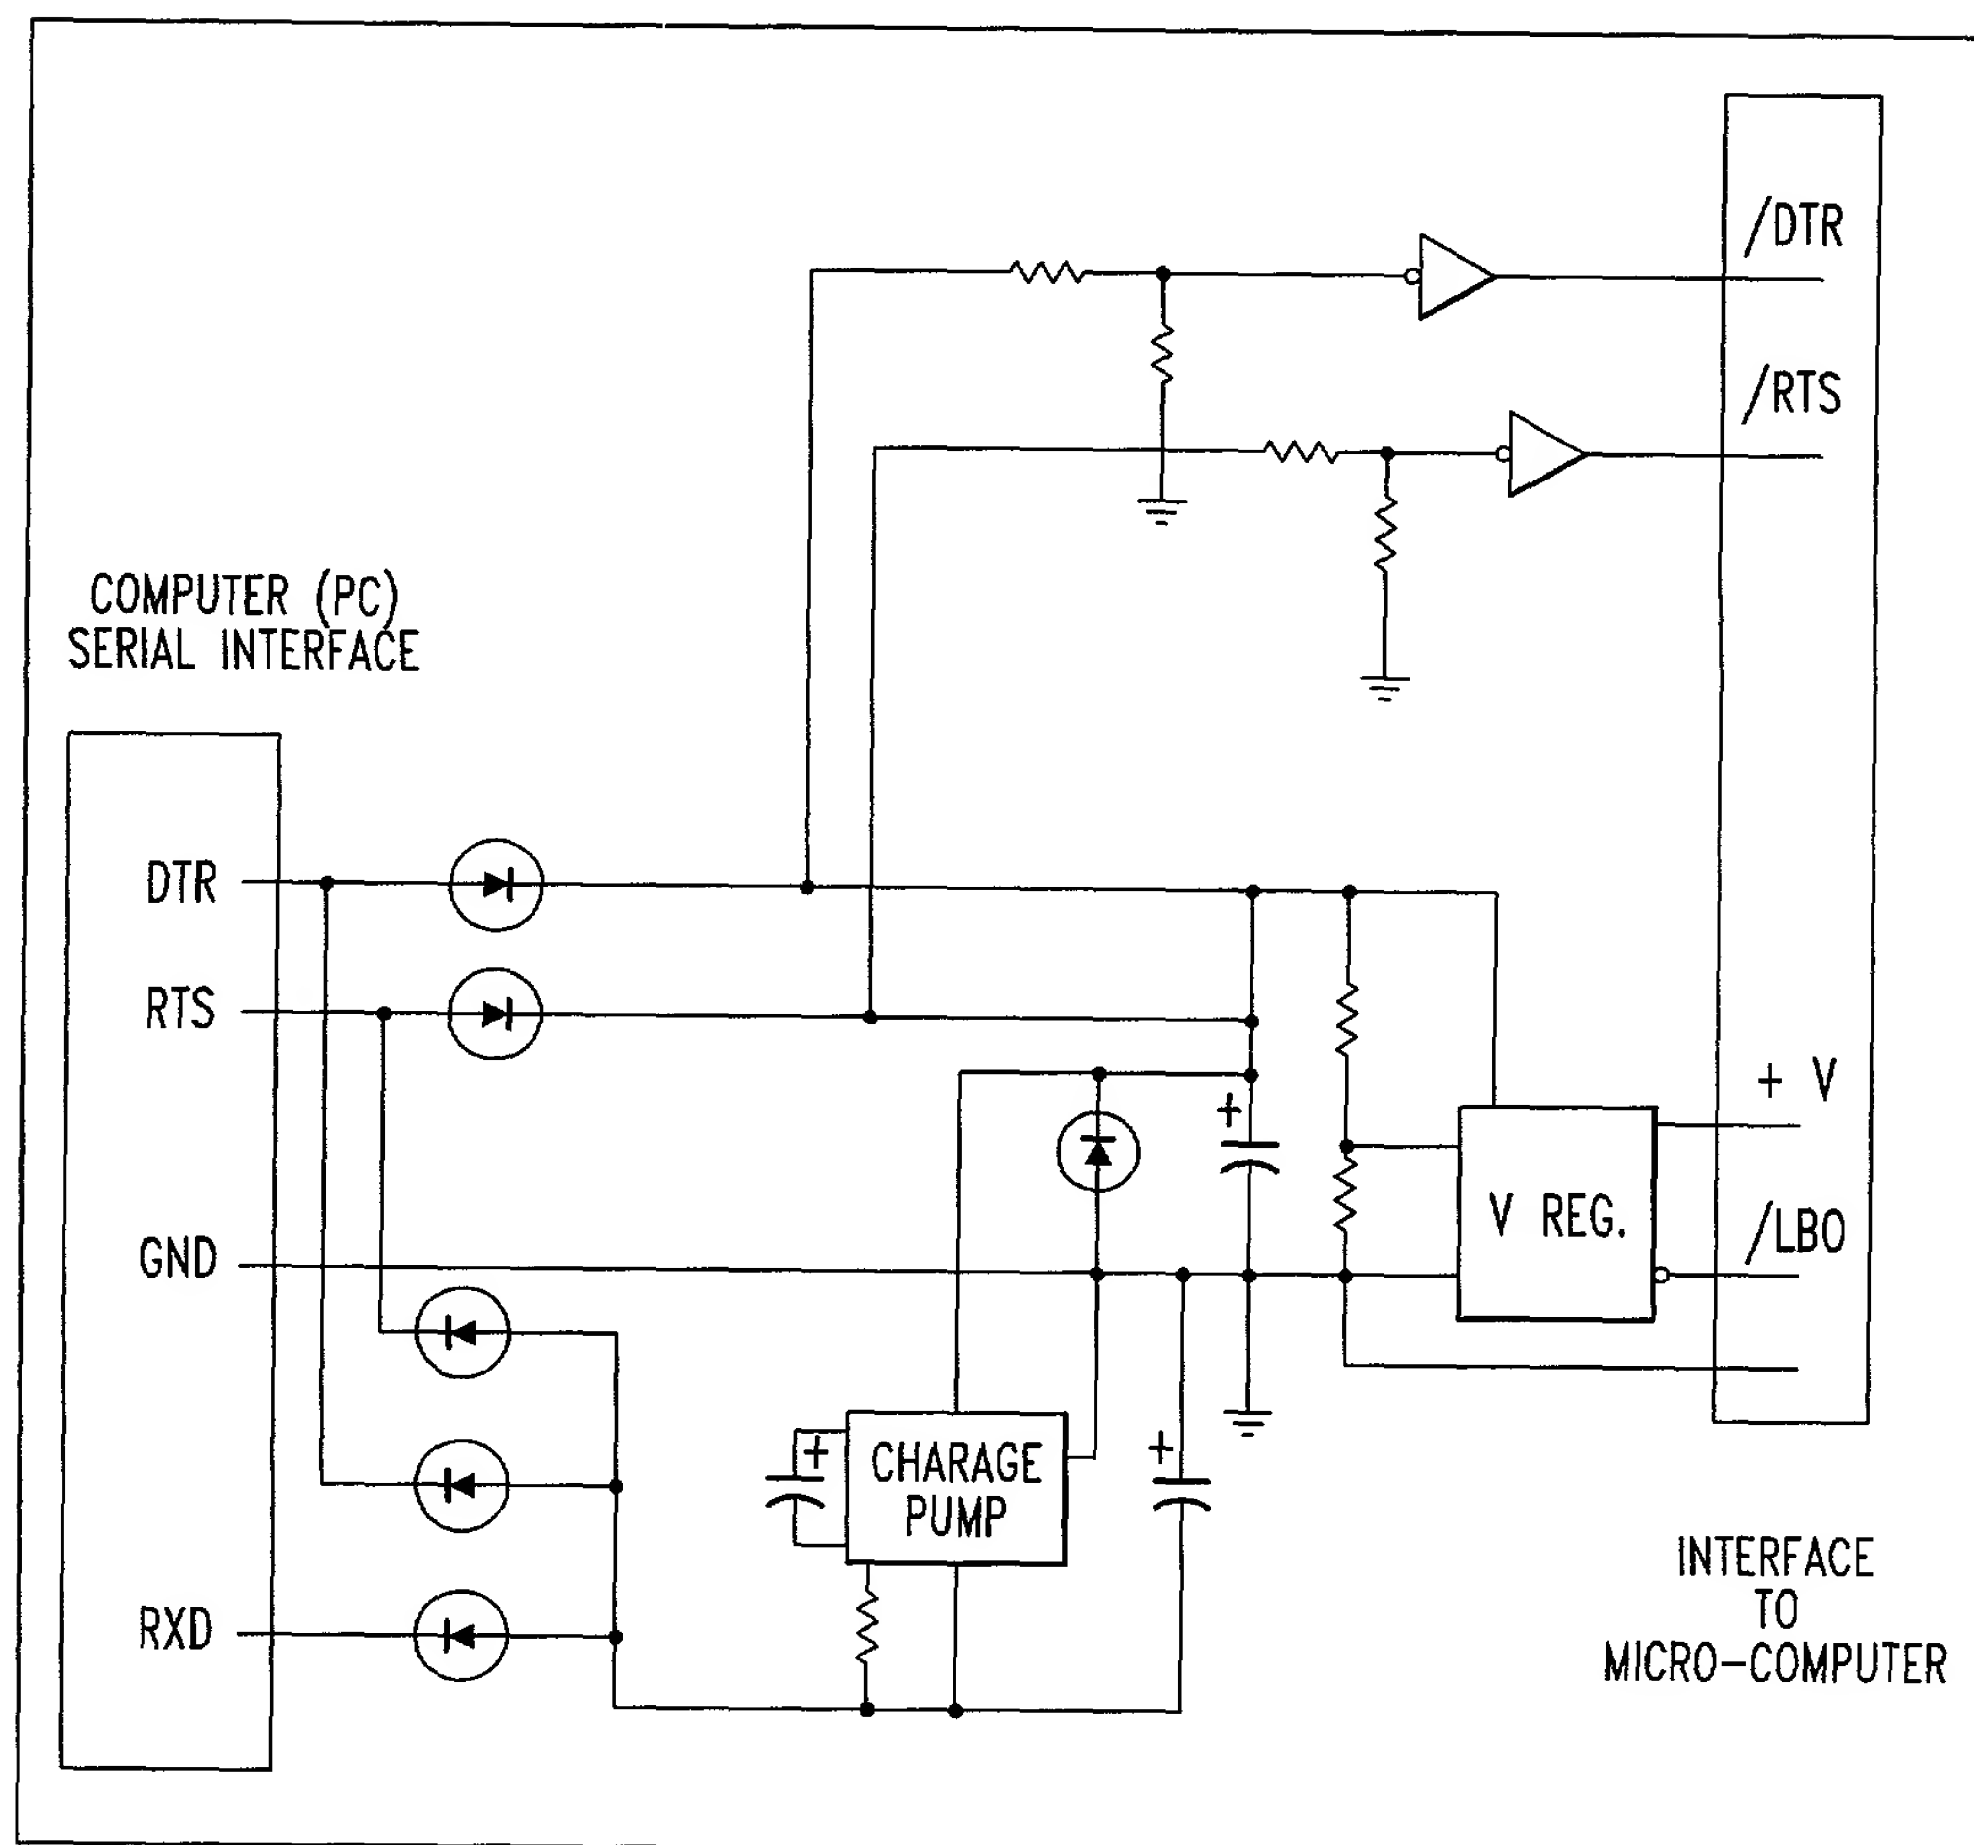 /DTR
/RTS
COMPUTER (PC)
SERIAL INTERFACE
DTR
RTS
+ V
+
V REG.
/LBO
GND
+
CHARAGE
PUMP
+
RXD
INTERFACE
TO
MICRO-COMPUTER